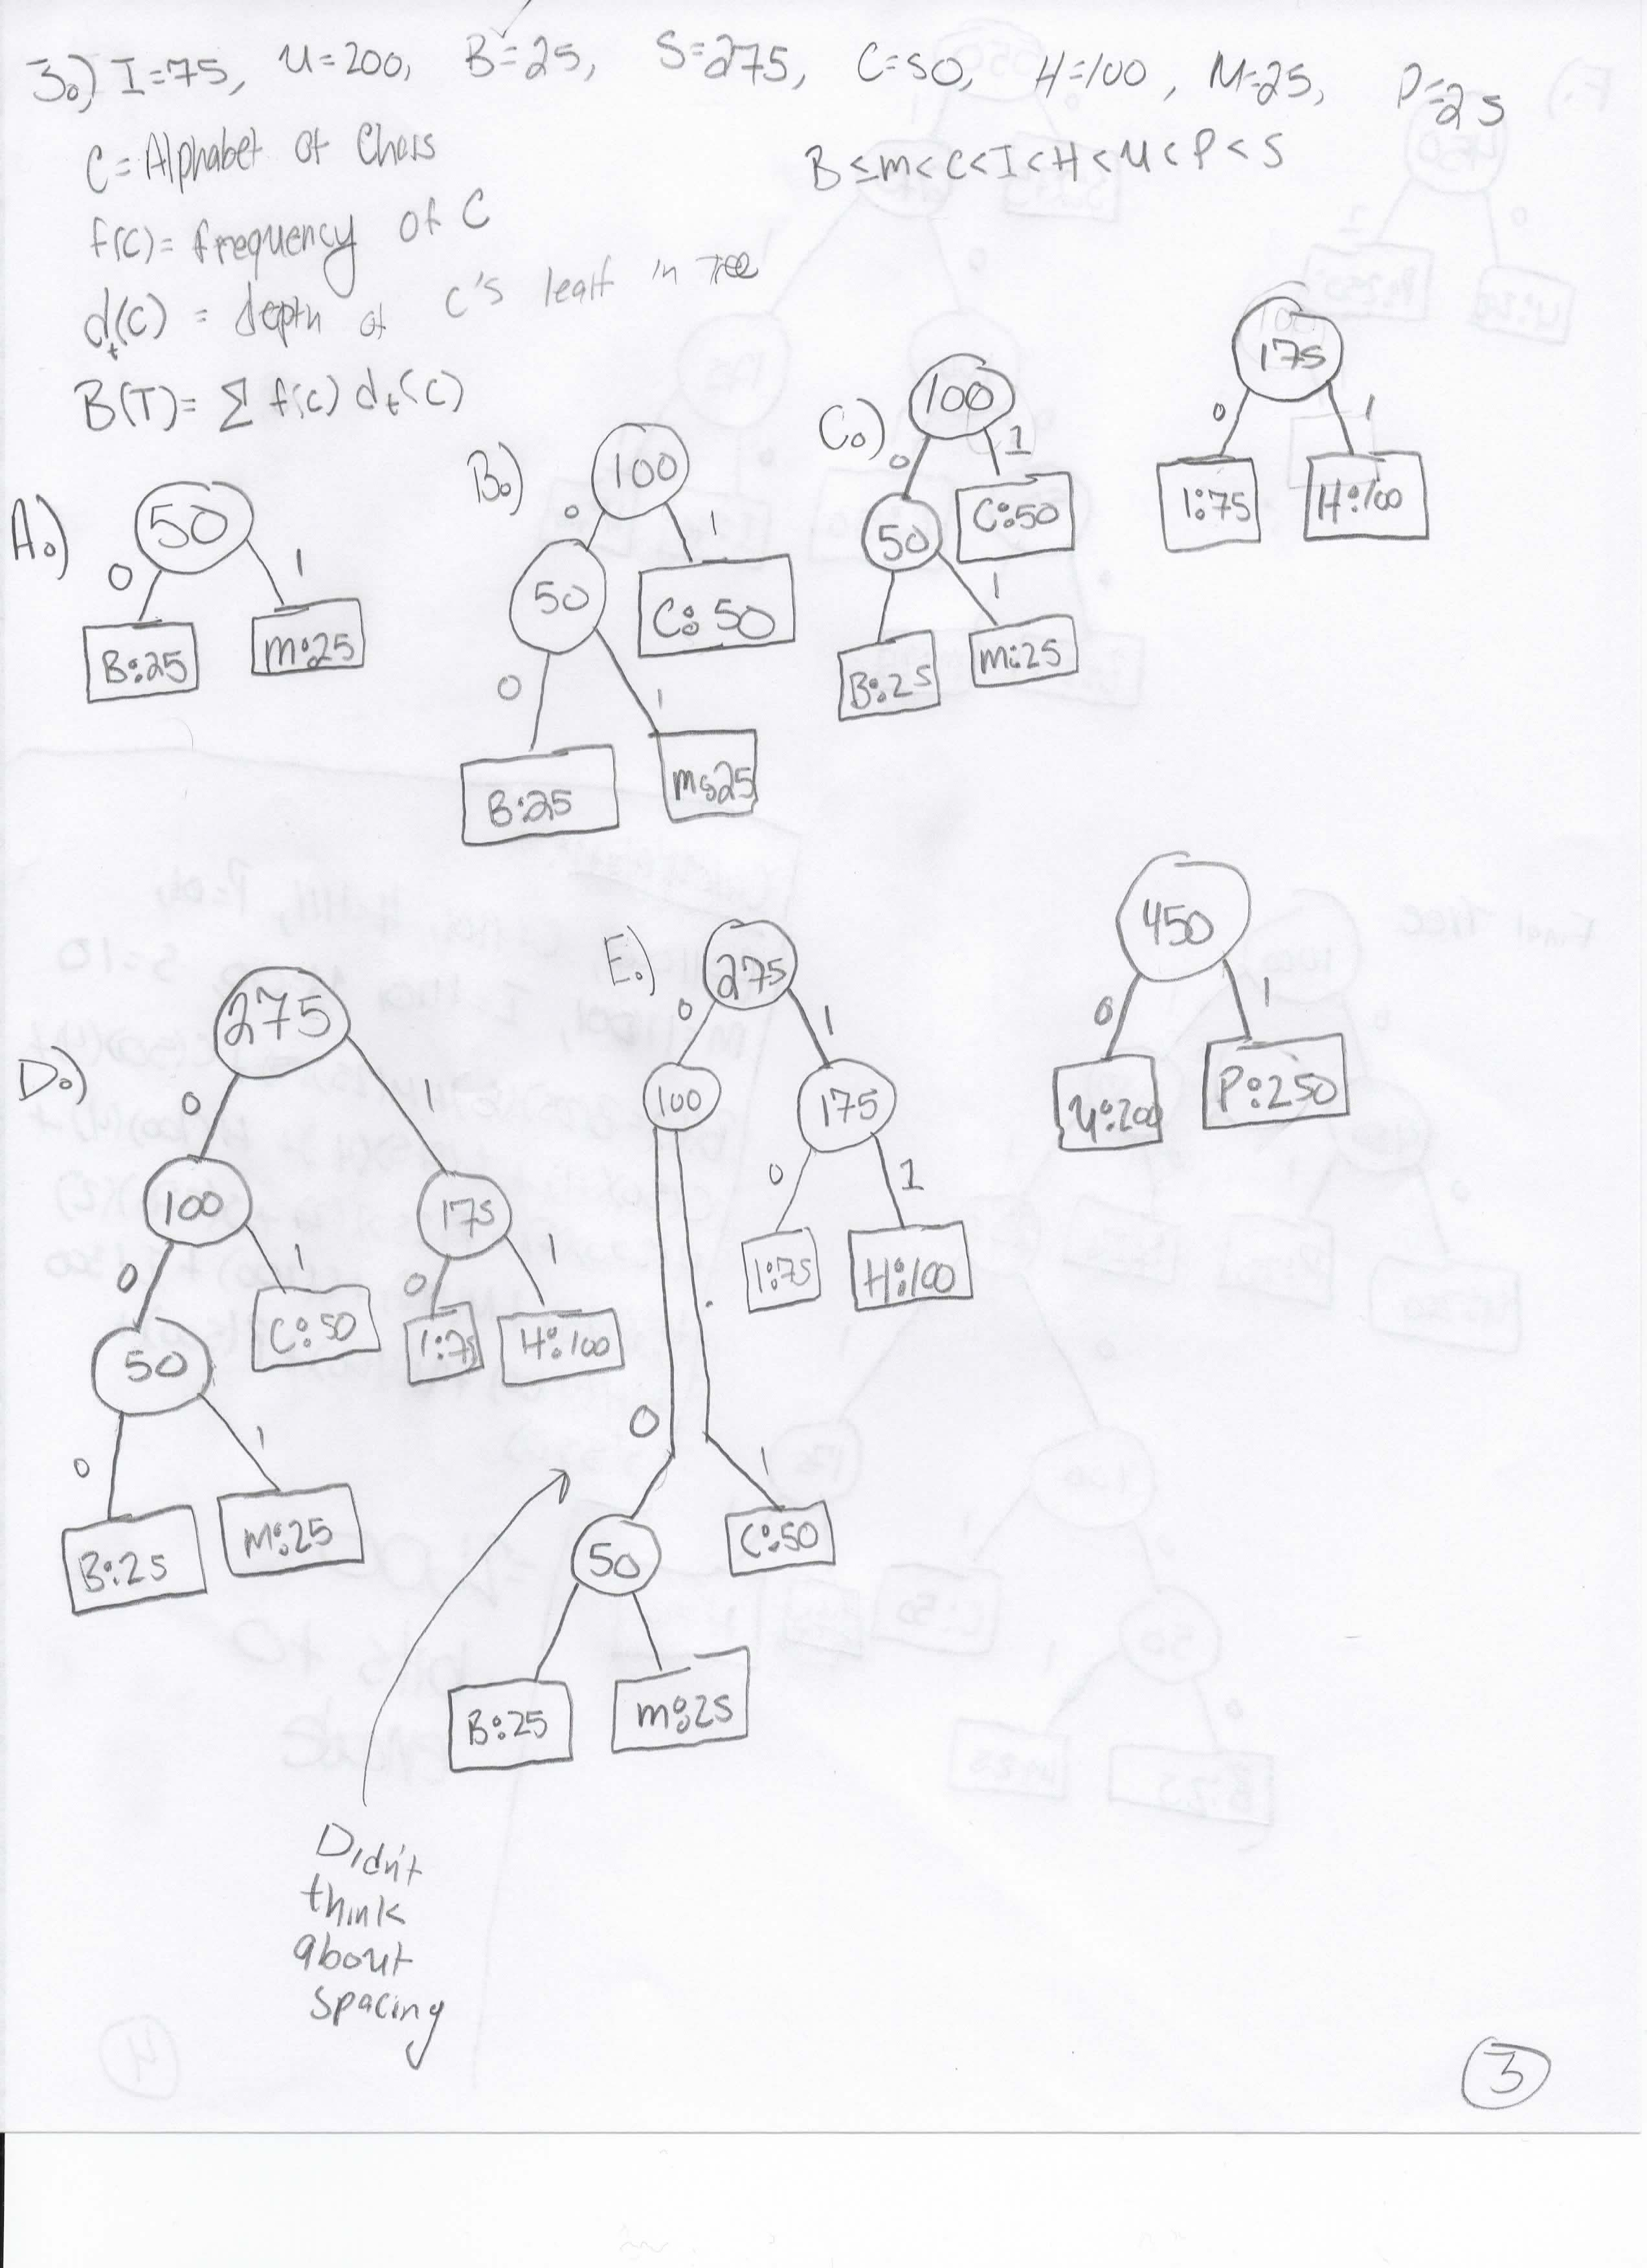 3.) I=75, U=200, B=25, S=275, C=50, H=100, M=25, P=25
C= Alphabet of Chars
B≤m<C<I<H<U<P<S
f(C)= frequency of C
d_t(C) = depth of C's leaf in Tree
B(T)= Σ f(c) d_t(c)
A.)
50
0 1
B:25 m:25
B.)
100
0 1
50 C:50
0 1
B:25 m:25
C.)
100
0 1
50 C:50
1
B:25 m:25
175
0 1
I:75 H:100
D.)
275
0 1
100 175
0 1 0 1
50 C:50 I:75 H:100
0 1
B:25 M:25
E.)
275
0 1
100 175
0 1
I:75 H:100
0 1
50 C:50
B:25 m:25
450
0 1
U:200 P:250
Didn't
think
about
spacing
3